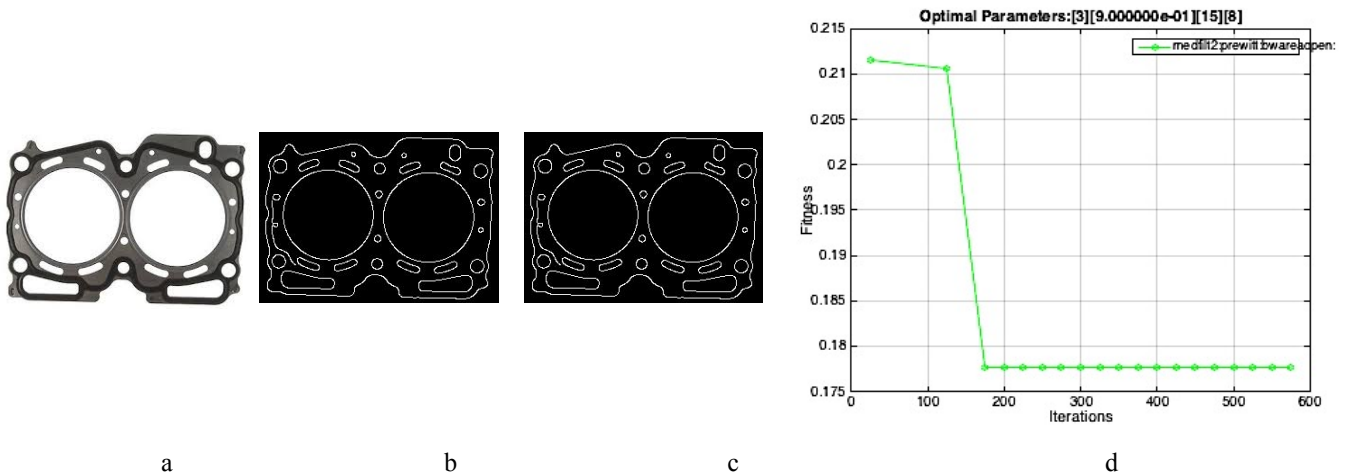 Optimal Parameters:[3][9.000000e-01][15][8]
medfilt2:prewitt:bwareaopen:
0.215
0.21
0.205
0.2
0.195
0.19
0.185
0.18
0.175
Fitness
0 100 200 300 400 500 600
Iterations
a b c d